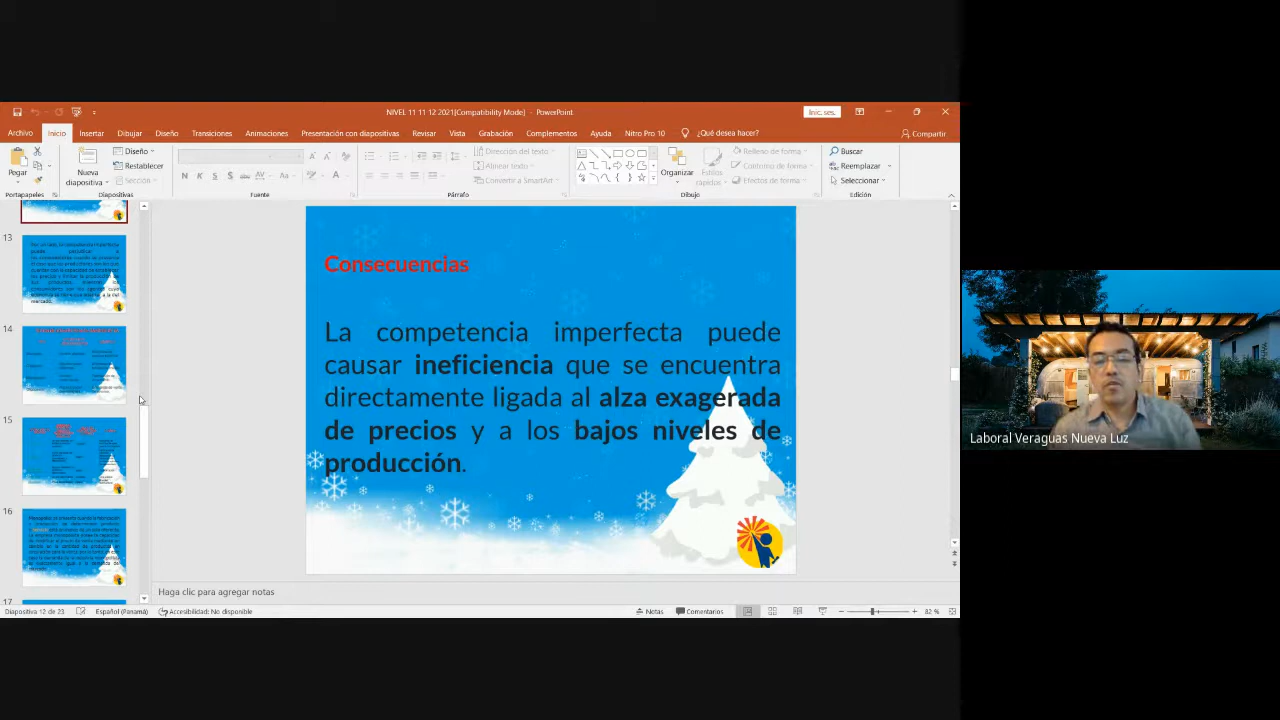 NIVEL 11 11 12 2021[Compatibility Mode] - PowerPoint
Inic. ses.
Archivo Inicio Insertar Dibujar Diseño Transiciones Animaciones Presentación con diapositivas Revisar Vista Grabación Complementos Ayuda Nitro Pro 10 ¿Qué desea hacer? Compartir
Pegar
Nueva diapositiva
Diseño
Restablecer
Sección
N K S S abc AV Aa A
Dirección del texto
Alinear texto
Convertir a SmartArt
Organizar
Estilos rápidos
Relleno de forma
Contorno de forma
Efectos de forma
Buscar
Reemplazar
Seleccionar
Portapapeles Diapositivas Fuente Párrafo Dibujo Edición
13
14
15
16
17
Consecuencias
La competencia imperfecta puede
causar ineficiencia que se encuentra
directamente ligada al alza exagerada
de precios y a los bajos niveles de
producción.
Haga clic para agregar notas
Diapositiva 12 de 23 Español (Panamá) Accesibilidad: No disponible Notas Comentarios 82 %
Laboral Veraguas Nueva Luz